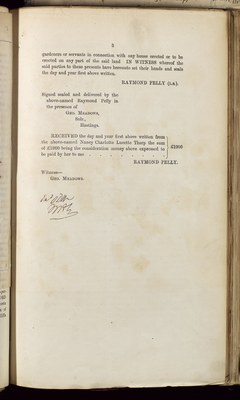 5
gardeners or servants in connection with any house erected or to be
erected on any part of the said land IN WITNESS whereof the
said parties to these presents have hereunto set their hands and seals
the day and year first above written.
RAYMOND PELLY (L.S.)
Signed sealed and delivered by the
above-named Raymond Pelly in
the presence of
GEO. MEADOWS,
Solr.,
Hastings.
RECEIVED the day and year first above written from
the above-named Nancy Charlotte Loveria Thorp the sum
of £1900 being the consideration money above expressed to
be paid by her to me
£1900
RAYMOND PELLY.
Witness—
GEO. MEADOWS.